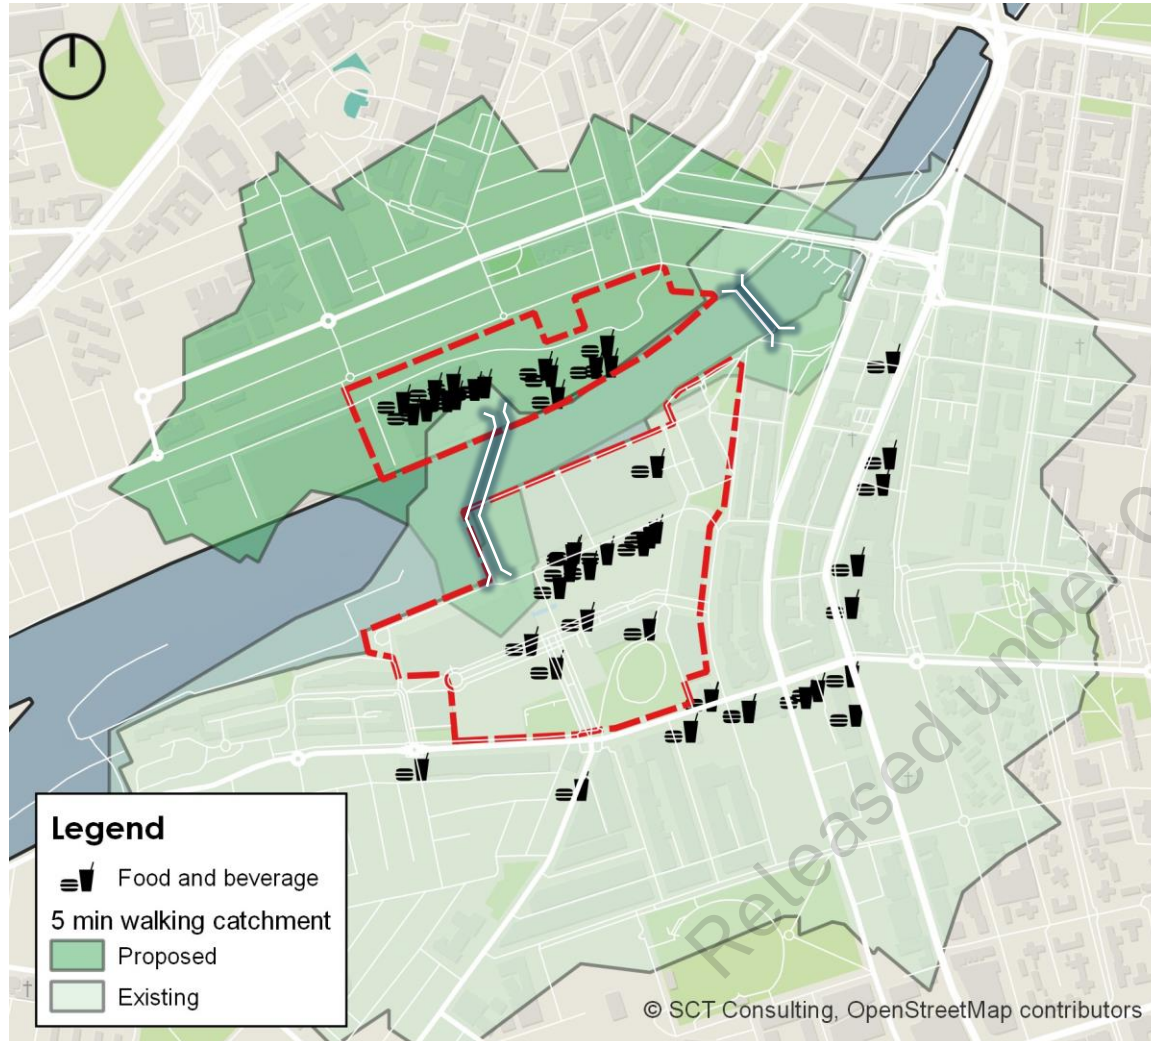 Released under
Legend
Food and beverage
5 min walking catchment
Proposed
Existing
© SCT Consulting, OpenStreetMap contributors